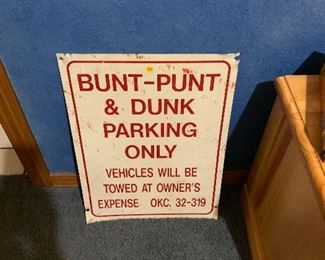 BUNT-PUNT
& DUNK
PARKING
ONLY
VEHICLES WILL BE
TOWED AT OWNER'S
EXPENSE OKC. 32-319